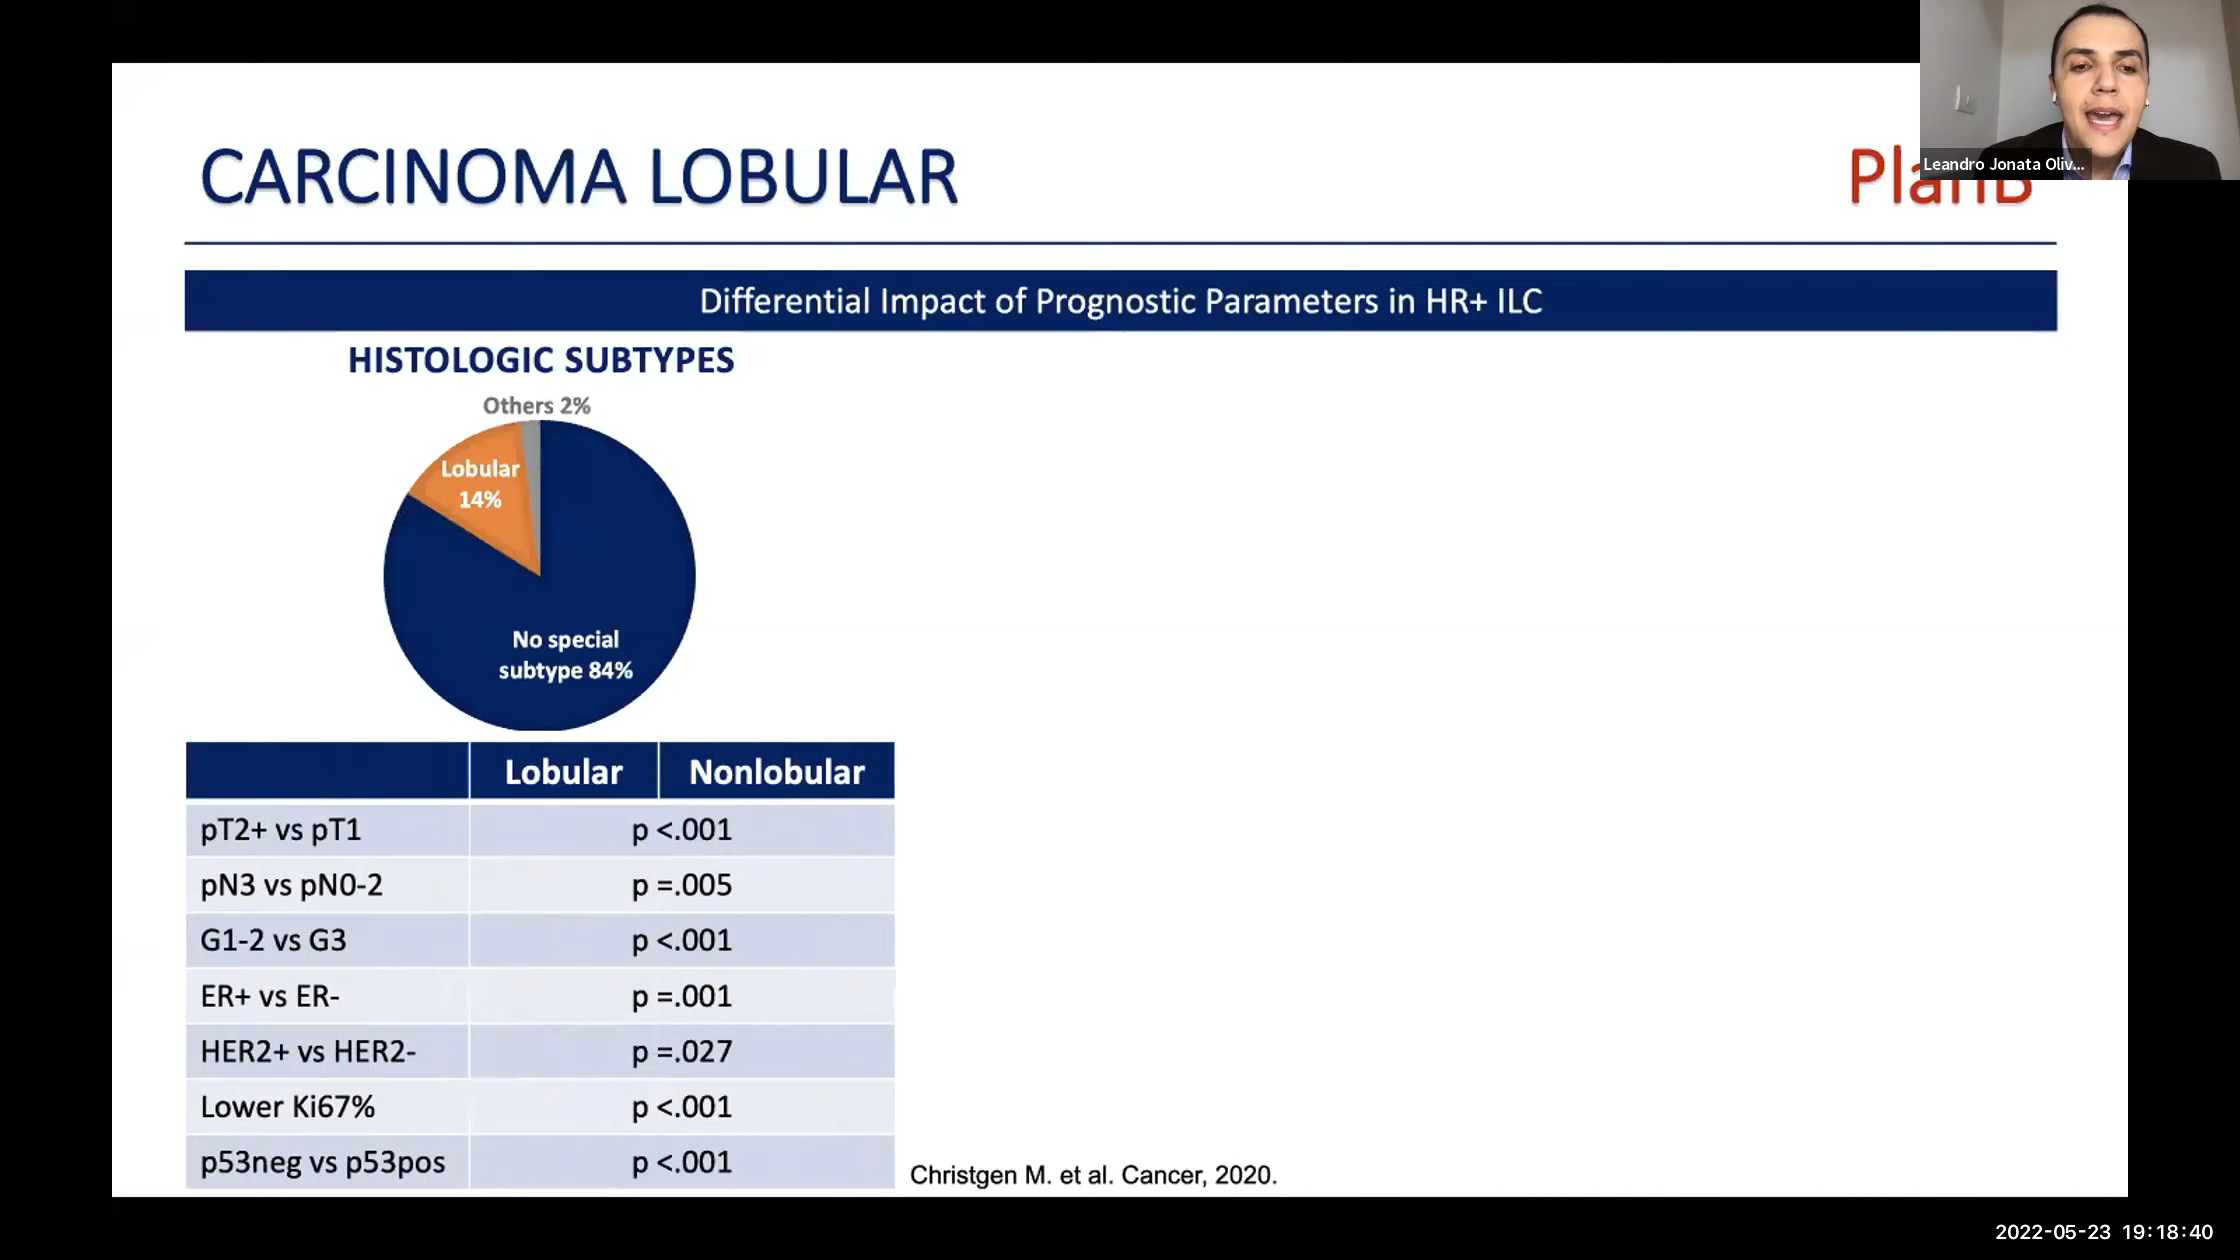 Leandro Jonata Oliv...
CARCINOMA LOBULAR
PlanB
Differential Impact of Prognostic Parameters in HR+ ILC
HISTOLOGIC SUBTYPES
Others 2%
Lobular
14%
No special
subtype 84%
Lobular Nonlobular
pT2+ vs pT1 p <.001
pN3 vs pN0-2 p =.005
G1-2 vs G3 p <.001
ER+ vs ER- p =.001
HER2+ vs HER2- p =.027
Lower Ki67% p <.001
p53neg vs p53pos p <.001
Christgen M. et al. Cancer, 2020.
2022-05-23 19:18:40